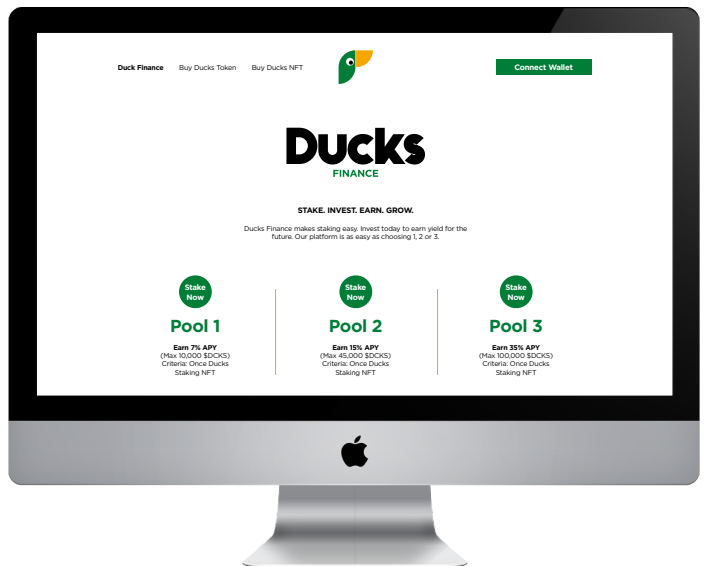 Duck Finance Buy Ducks Token Buy Ducks NFT
Connect Wallet
Ducks
FINANCE
STAKE. INVEST. EARN. GROW.
Ducks Finance makes staking easy. Invest today to earn yield for the
future. Our platform is as easy as choosing 1, 2 or 3.
Stake
Now
Pool 1
Earn 7% APY
(Max 10,000 $DCKS)
Criteria: Once Ducks
Staking NFT
Stake
Now
Pool 2
Earn 15% APY
(Max 45,000 $DCKS)
Criteria: Once Ducks
Staking NFT
Stake
Now
Pool 3
Earn 35% APY
(Max 100,000 $DCKS)
Criteria: Once Ducks
Staking NFT